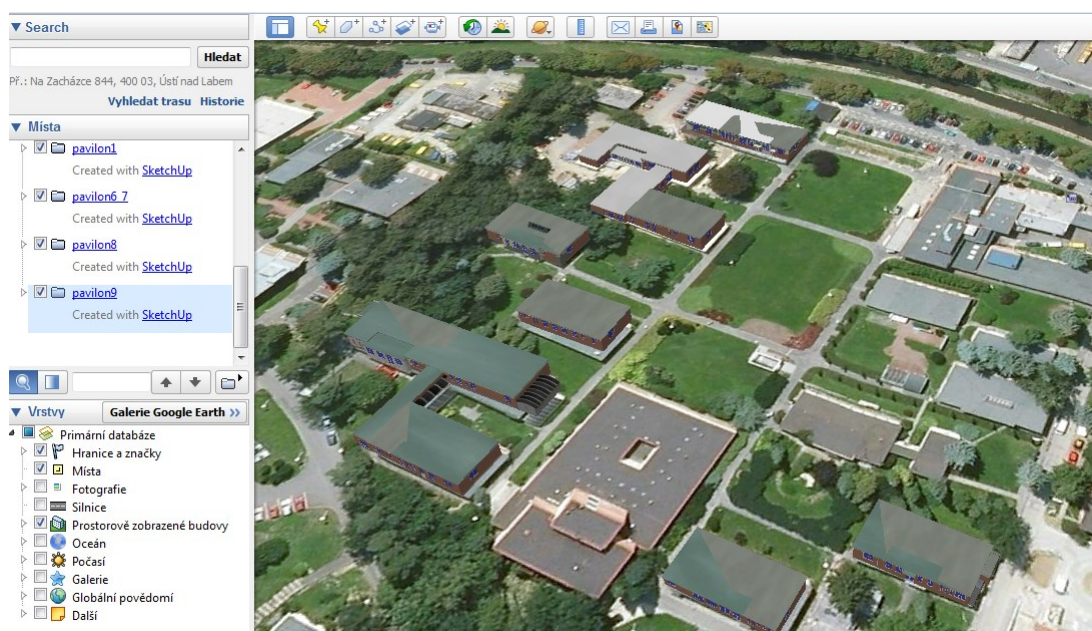 Search
Hledat
Př.: Na Zacházce 844, 400 03, Ústí nad Labem
Vyhledat trasu Historie
Místa
pavilon1
Created with SketchUp
pavilon6_7
Created with SketchUp
pavilon8
Created with SketchUp
pavilon9
Created with SketchUp
Vrstvy Galerie Google Earth »
Primární databáze
Hranice a značky
Místa
Fotografie
Silnice
Prostorově zobrazené budovy
Oceán
Počasí
Galerie
Globální povědomí
Další